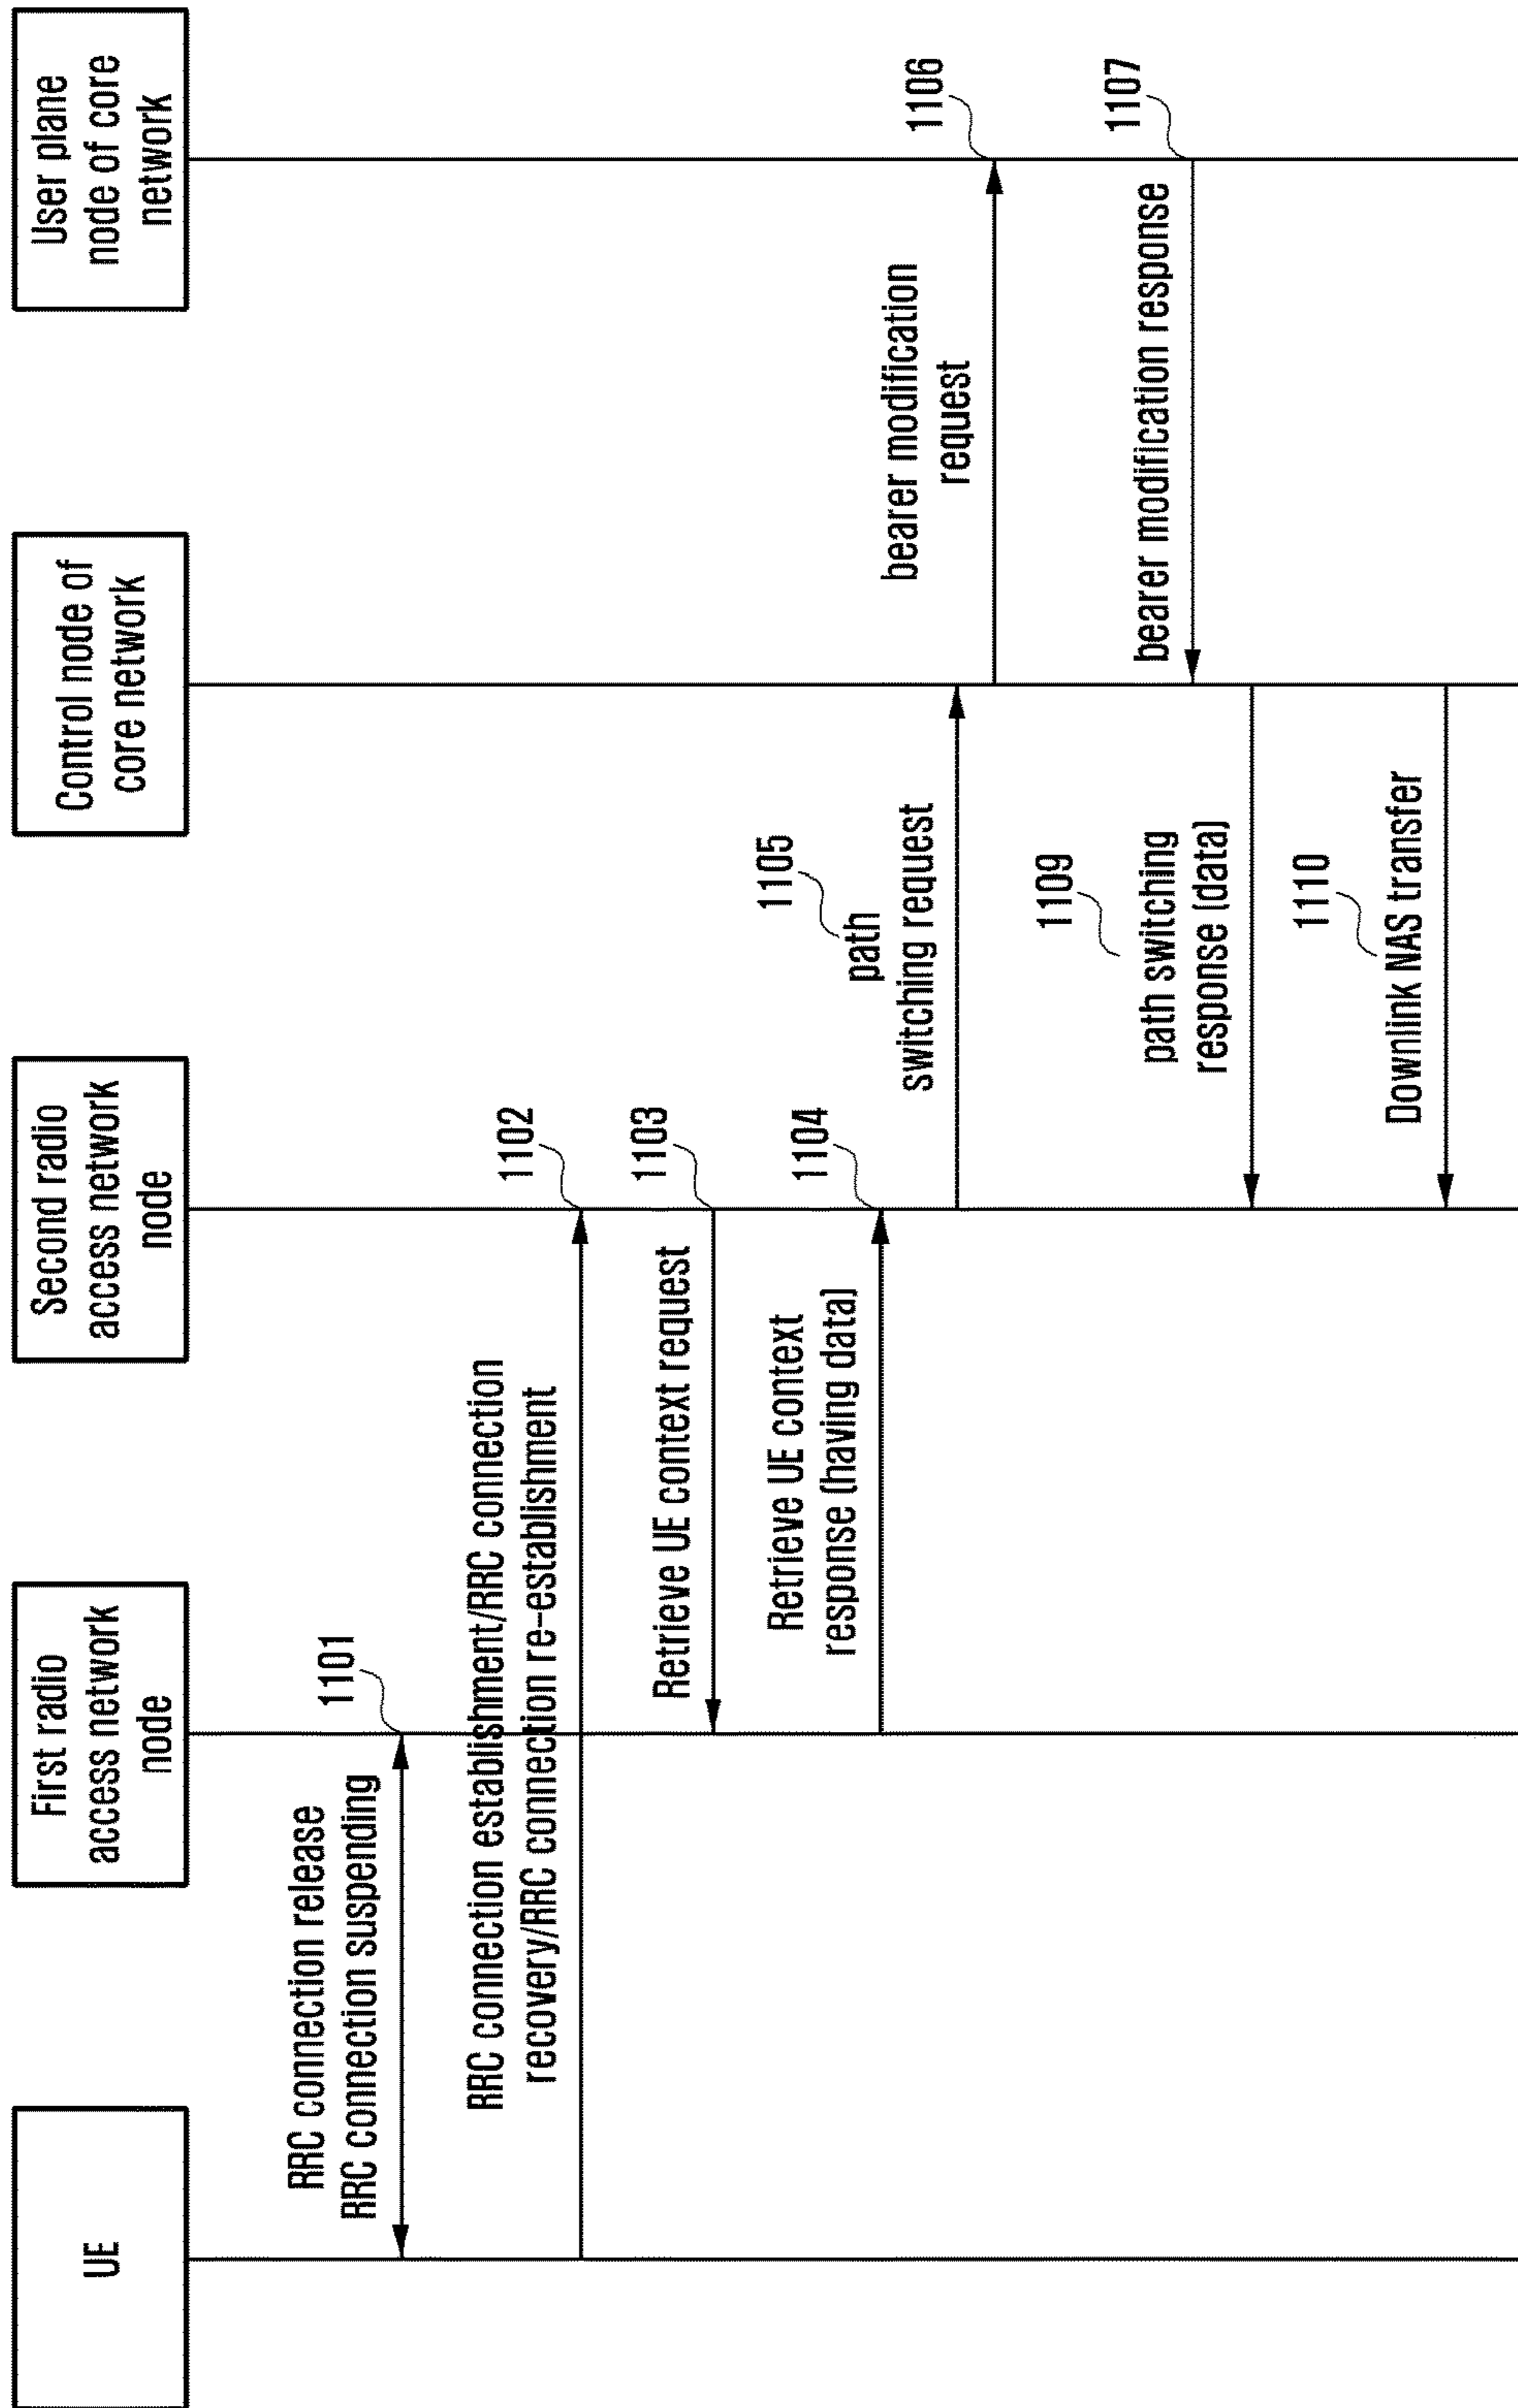 UE
First radio
access network
node
Second radio
access network
node
Control node of
core network
User plane
node of core
network
RRC connection release
RRC connection suspending
1101
RRC connection establishment/RRC connection
recovery/RRC connection re-establishment
1102
Retrieve UE context request
1103
Retrieve UE context
response (having data)
1104
1105
path
switching request
bearer modification
request
1106
bearer modification response
1107
1109
path switching
response (data)
1110
Downlink NAS transfer